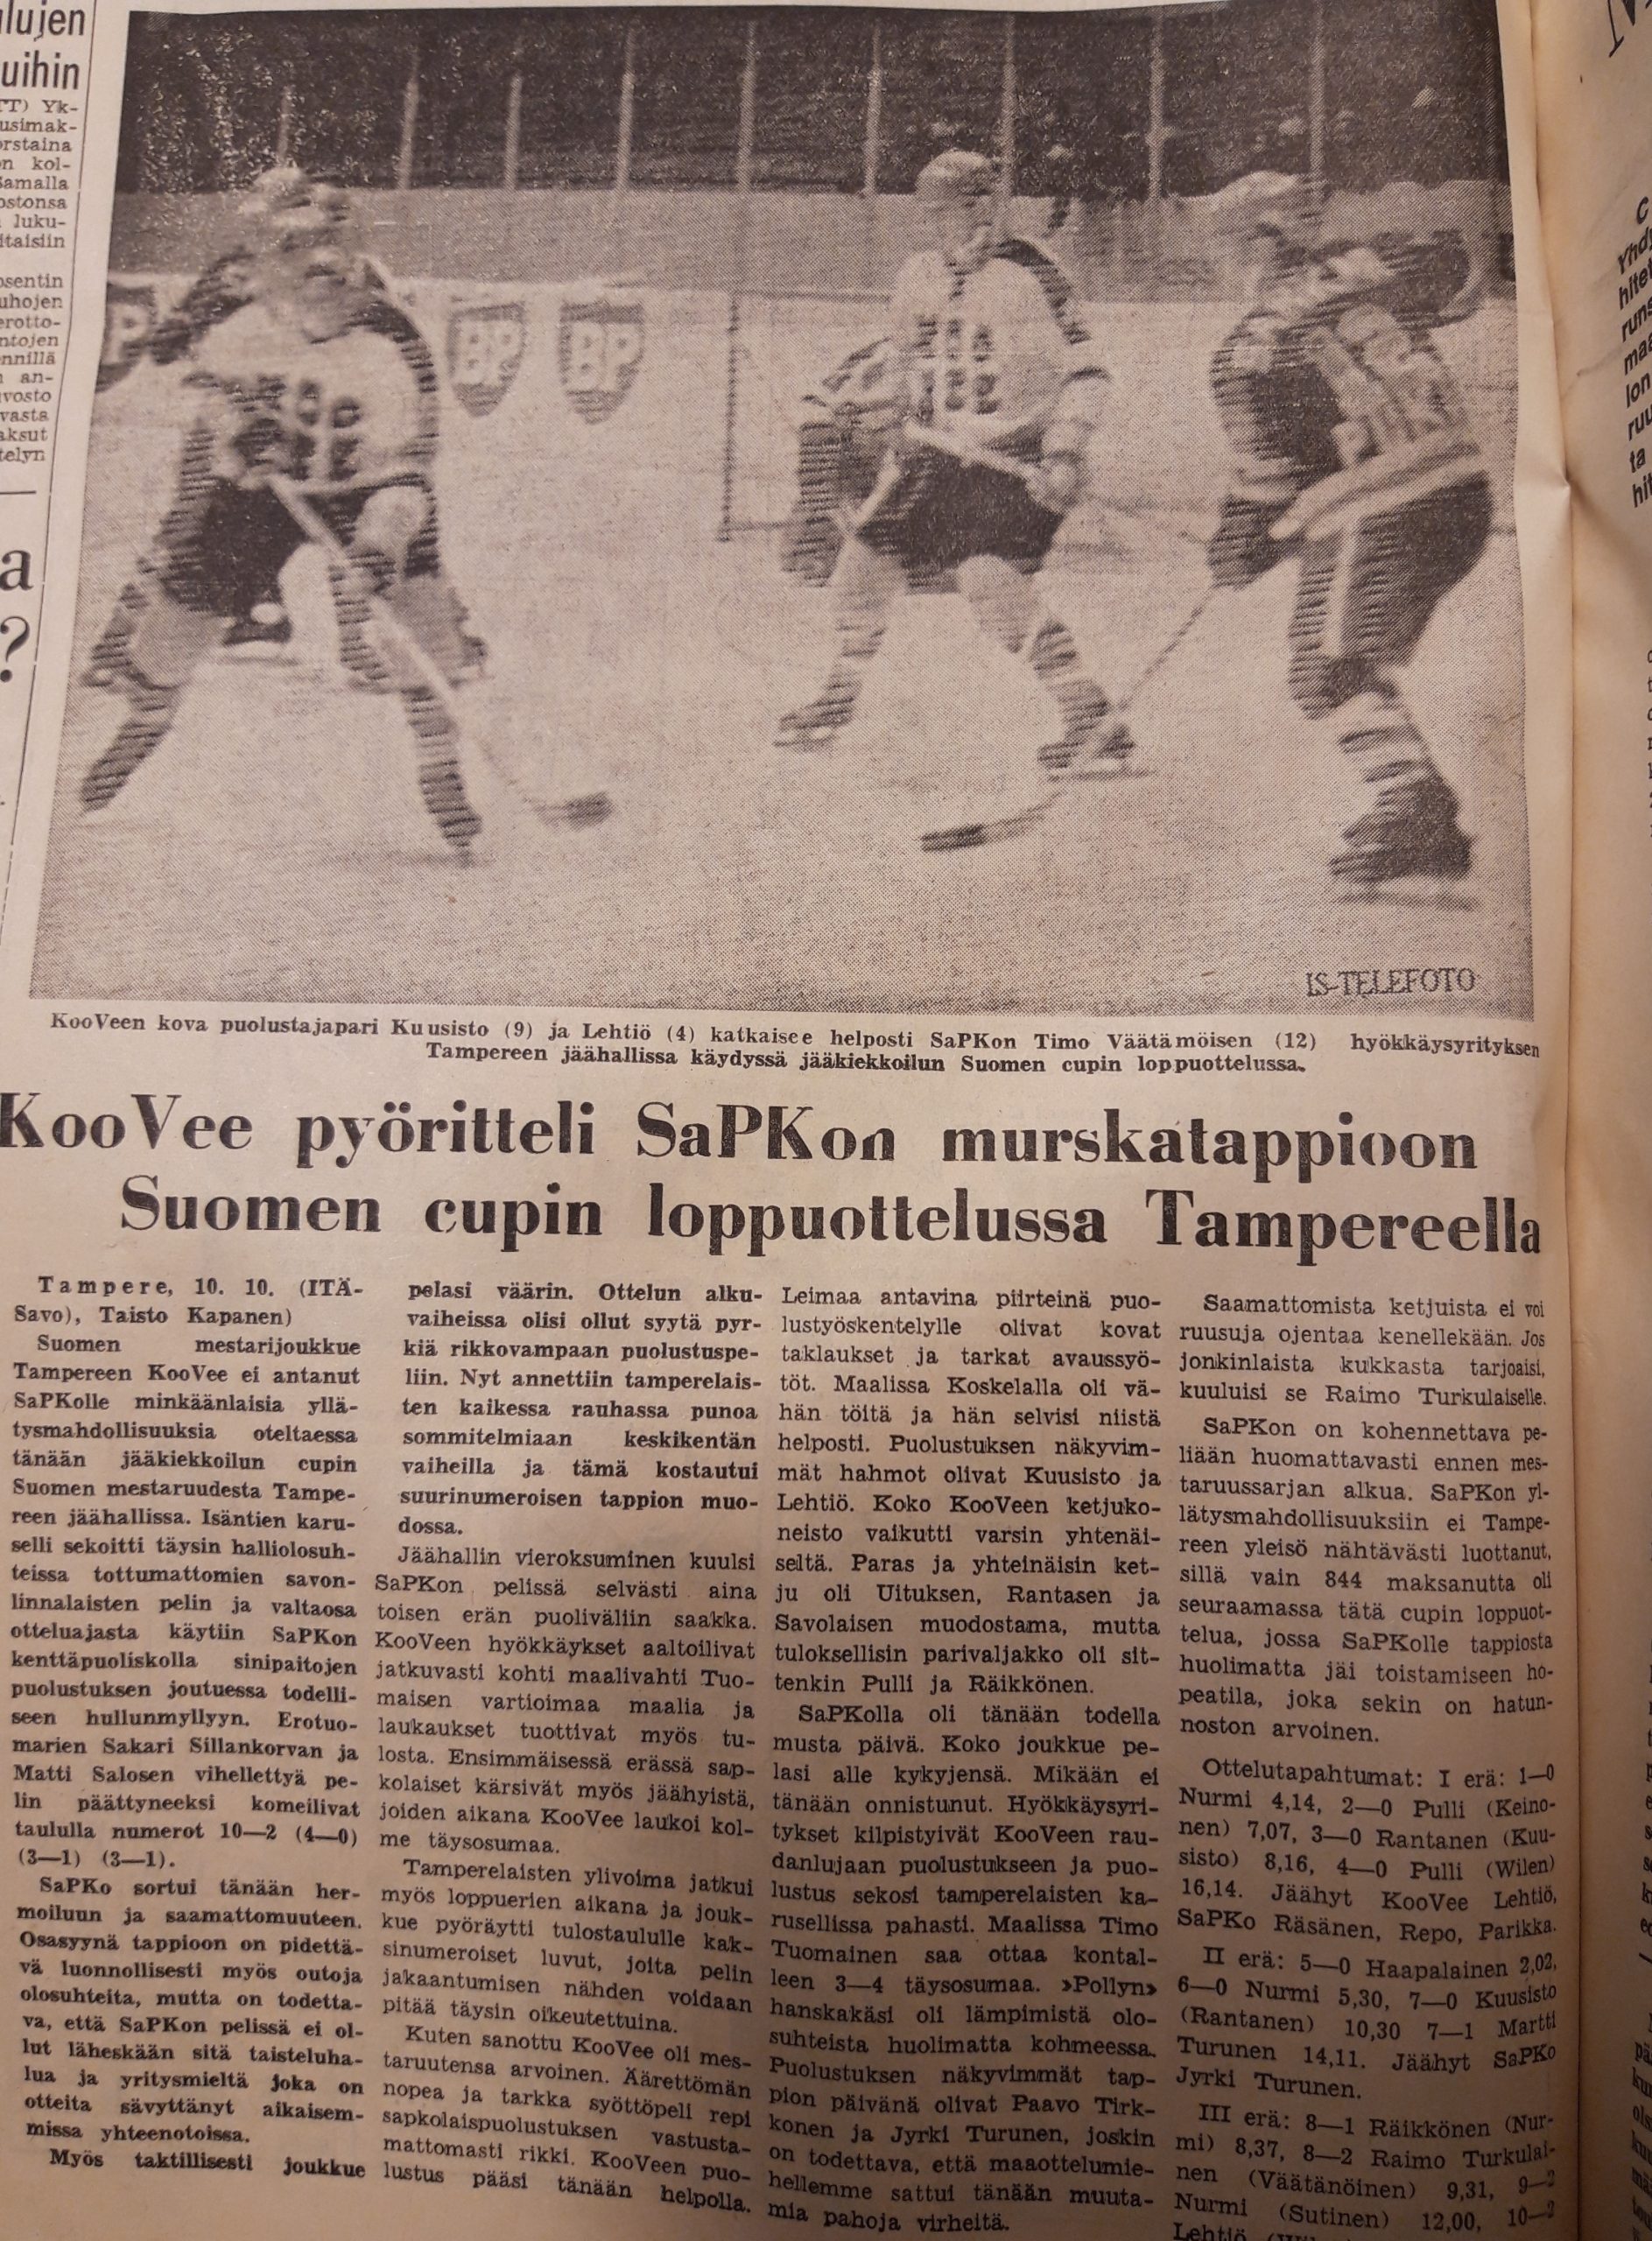 lujen
uihin
TT) Yk-
usimak-
orstaina
on kol-
Samalla
ostonsa
luku-
itaisiin
osentin
uhojen
erotto-
ntojen
nnillä
an-
vosto
vasta
aksut
telyn
a
?
BP
BP
IS-TELEFOTO
KooVeen kova puolustajapari Kuusisto (9) ja Lehtiö (4) katkaisee helposti SaPKon Timo Väätämöisen (12) hyökkäysyrityksen
Tampereen jäähallissa käydyssä jääkiekkoilun Suomen cupin loppuottelussa.
KooVee pyöritteli SaPKon murskatappioon
Suomen cupin loppuottelussa Tampereella
Tampere, 10. 10. (ITÄ-
Savo), Taisto Kapanen)
Suomen mestarijoukkue
Tampereen KooVee ei antanut
SaPKolle minkäänlaisia yllä-
tysmahdollisuuksia oteltaessa
tänään jääkiekkoilun cupin
Suomen mestaruudesta Tampe-
reen jäähallissa. Isäntien karu-
selli sekoitti täysin halliolosuh-
teissa tottumattomien savon-
linnalaisten pelin ja valtaosa
otteluajasta käytiin SaPKon
kenttäpuoliskolla sinipaitojen
puolustuksen joutuessa todelli-
seen hullunmyllyyn. Erotuo-
marien Sakari Sillankorvan ja
Matti Salosen vihellettyä pe-
lin päättyneeksi komeilivat
taululla numerot 10—2 (4—0)
(3—1) (3—1).
SaPKo sortui tänään her-
moiluun ja saamattomuuteen.
Osasyynä tappioon on pidettä-
vä luonnollisesti myös outoja
olosuhteita, mutta on todetta-
va, että SaPKon pelissä ei ol-
lut läheskään sitä taisteluha-
lua ja yritysmieltä joka on
otteita sävyttänyt aikaisem-
missa yhteenotoissa.
Myös taktillisesti joukkue
pelasi väärin. Ottelun alku-
vaiheissa olisi ollut syytä pyr-
kiä rikkovampaan puolustuspe-
liin. Nyt annettiin tamperelais-
ten kaikessa rauhassa punoa
sommitelmiaan keskikentän
vaiheilla ja tämä kostautui
suurinumeroisen tappion muo-
dossa.
Jäähallin vieroksuminen kuulsi
SaPKon pelissä selvästi aina
toisen erän puoliväliin saakka.
KooVeen hyökkäykset aaltoilivat
jatkuvasti kohti maalivahti Tuo-
maisen vartioimaa maalia ja
laukaukset tuottivat myös tu-
losta. Ensimmäisessä erässä sap-
kolaiset kärsivät myös jäähyistä,
joiden aikana KooVee laukoi kol-
me täysosumaa.
Tamperelaisten ylivoima jatkui
myös loppuerien aikana ja jouk-
kue pyöräytti tulostaululle kak-
sinumeroiset luvut, joita pelin
jakaantumisen nähden voidaan
pitää täysin oikeutettuina.
Kuten sanottu KooVee oli mes-
taruutensa arvoinen. Äärettömän
nopea ja tarkka syöttöpeli repi
sapkolaispuolustuksen vastusta-
mattomasti rikki. KooVeen puo-
lustus pääsi tänään helpolla.
Leimaa antavina piirteinä puo-
lustyöskentelylle olivat kovat
taklaukset ja tarkat avaussyö-
töt. Maalissa Koskelalla oli vä-
hän töitä ja hän selvisi niistä
helposti. Puolustuksen näkyvim-
mät hahmot olivat Kuusisto ja
Lehtiö. Koko KooVeen ketjuko-
neisto vaikutti varsin yhtenäi-
seltä. Paras ja yhteinäisin ket-
ju oli Uituksen, Rantasen ja
Savolaisen muodostama, mutta
tuloksellisin parivaljakko oli sit-
tenkin Pulli ja Räikkönen.
SaPKolla oli tänään todella
musta päivä. Koko joukkue pe-
lasi alle kykyjensä. Mikään ei
tänään onnistunut. Hyökkäysyri-
tykset kilpistyivät KooVeen rau-
danlujaan puolustukseen ja puo-
lustus sekosi tamperelaisten ka-
rusellissa pahasti. Maalissa Timo
Tuomainen saa ottaa kontal-
leen 3—4 täysosumaa. »Pollyn»
hanskakäsi oli lämpimistä olo-
suhteista huolimatta kohmeessa.
Puolustuksen näkyvimmät tap-
pion päivänä olivat Paavo Tirk-
konen ja Jyrki Turunen, joskin
on todettava, että maaottelumie-
hellemme sattui tänään muuta-
mia pahoja virheitä.
Saamattomista ketjuista ei voi
ruusuja ojentaa kenellekään. Jos
jonkinlaista kukkasta tarjoaisi,
kuuluisi se Raimo Turkulaiselle.
SaPKon on kohennettava pe-
liään huomattavasti ennen mes-
taruussarjan alkua. SaPKon yl-
lätysmahdollisuuksiin ei Tampe-
reen yleisö nähtävästi luottanut,
sillä vain 844 maksanutta oli
seuraamassa tätä cupin loppuot-
telua, jossa SaPKolle tappiosta
huolimatta jäi toistamiseen ho-
peatila, joka sekin on hatun-
noston arvoinen.
Ottelutapahtumat: I erä: 1—0
Nurmi 4,14, 2—0 Pulli (Keino-
nen) 7,07, 3—0 Rantanen (Kuu-
sisto) 8,16, 4—0 Pulli (Wilen)
16,14. Jäähyt KooVee Lehtiö,
SaPKo Räsänen, Repo, Parikka.
II erä: 5—0 Haapalainen 2,02,
6—0 Nurmi 5,30, 7—0 Kuusisto
(Rantanen) 10,30 7—1 Martti
Turunen 14,11. Jäähyt SaPKo
Jyrki Turunen.
III erä: 8—1 Räikkönen (Nur-
mi) 8,37, 8—2 Raimo Turkulai-
nen (Väätänöinen) 9,31, 9—2
Nurmi (Sutinen) 12,00, 10—2
Lehtiö